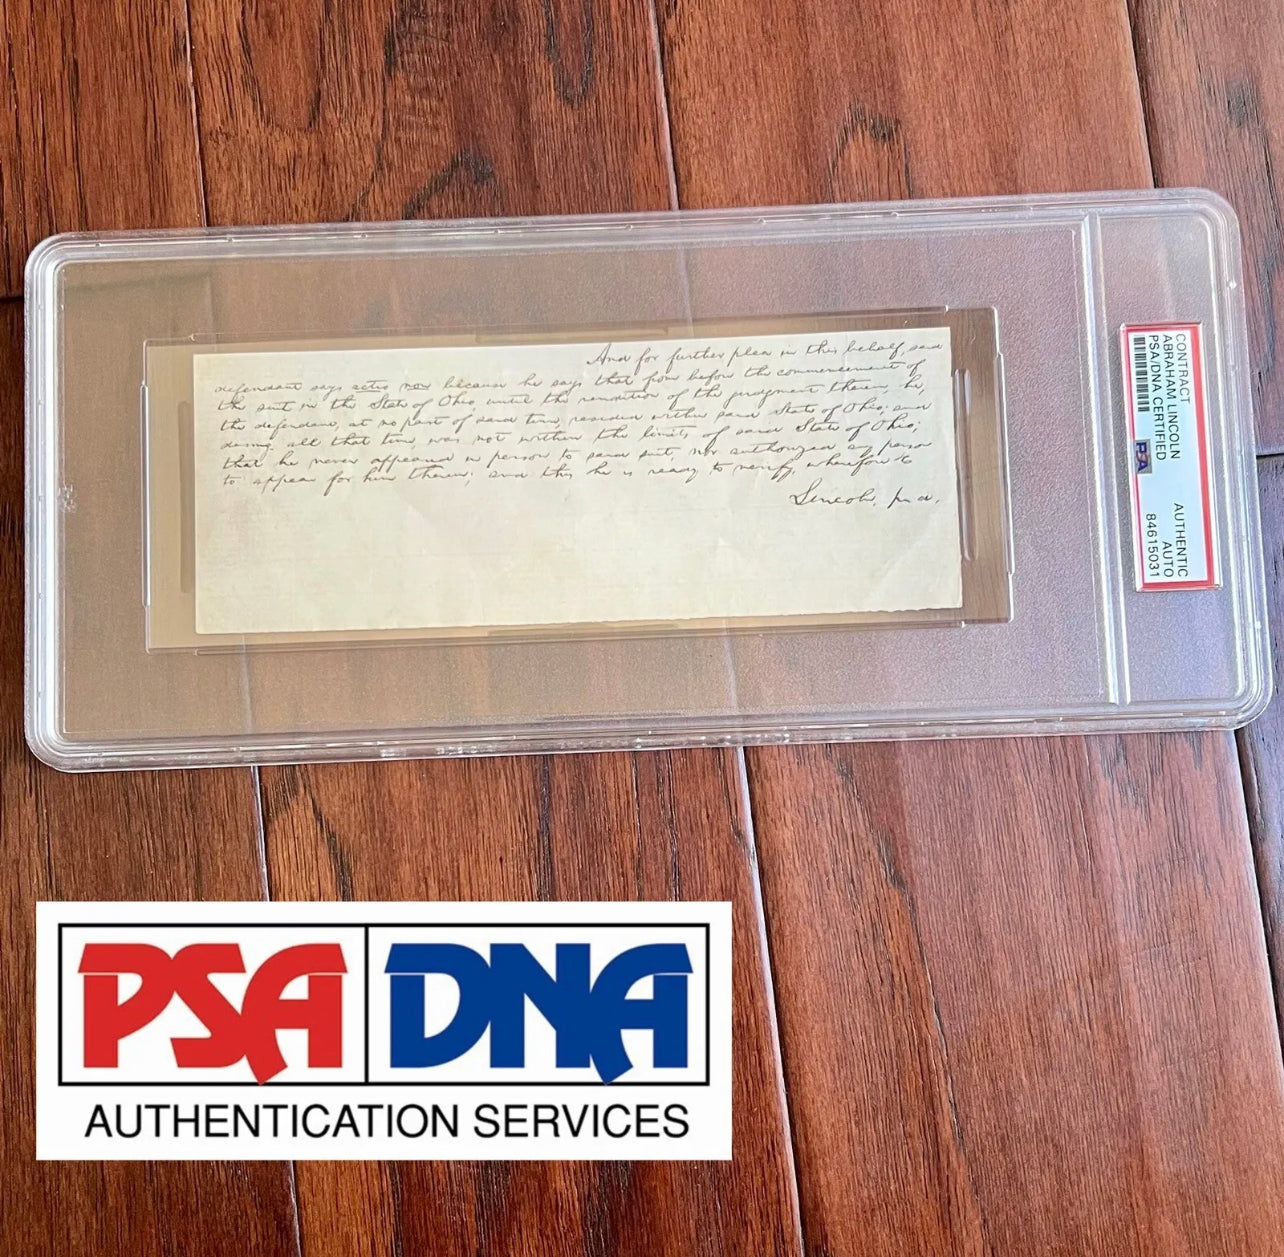 And for further plea in this behalf, said
defendant says actio non because he says that from before the commencement of
the suit in the State of Ohio until the rendition of the judgment therein, he,
the defendant, at no part of said time, resided within said State of Ohio; and
during all that time was not within the limits of said State of Ohio;
that he never appeared in person to said suit nor authorized any person
to appear for him therein; and this he is ready to verify, wherefore &c
Lincoln, p. d.
CONTRACT
ABRAHAM LINCOLN
PSA/DNA CERTIFIED
PSA
AUTHENTIC
AUTO
84615031
PSA DNA
AUTHENTICATION SERVICES